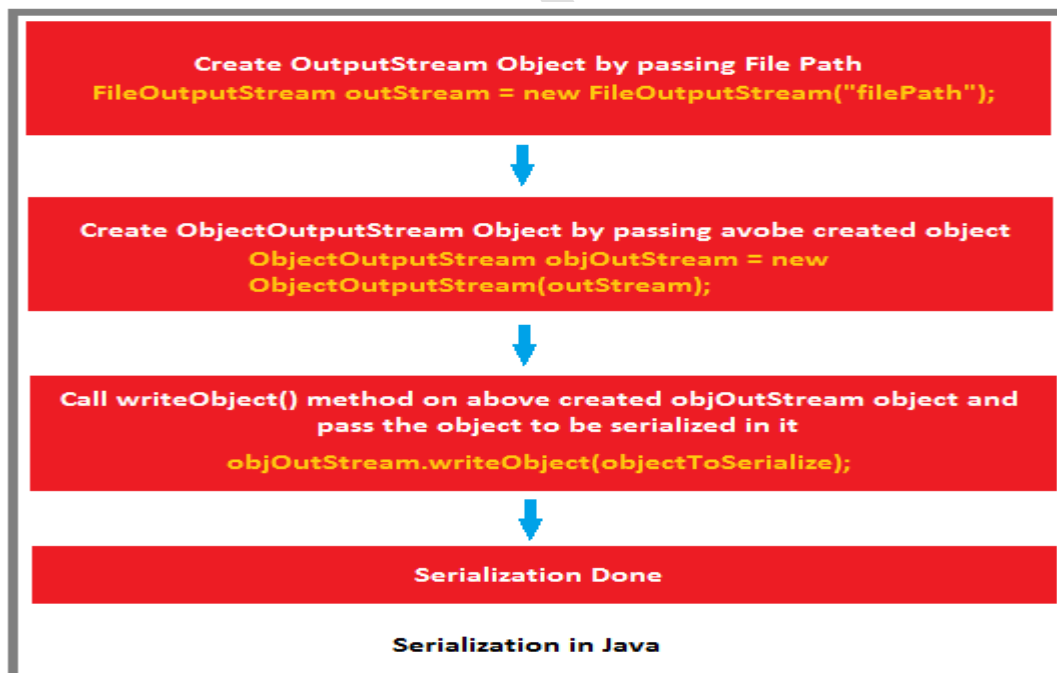 Create OutputStream Object by passing File Path
FileOutputStream outStream = new FileOutputStream("filePath");
Create ObjectOutputStream Object by passing avobe created object
ObjectOutputStream objOutStream = new
ObjectOutputStream(outStream);
Call writeObject() method on above created objOutStream object and
pass the object to be serialized in it
objOutStream.writeObject(objectToSerialize);
Serialization Done
Serialization in Java